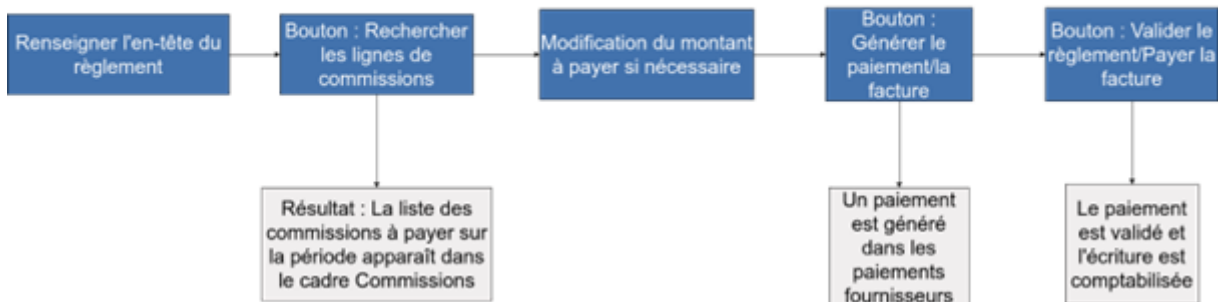 Renseigner l'en-tête du
règlement
Bouton : Rechercher
les lignes de
commissions
Modification du montant
à payer si nécessaire
Bouton :
Générer le
paiement/la
facture
Bouton : Valider le
règlement/Payer la
facture
Résultat : La liste des
commissions à payer sur
la période apparaît dans
le cadre Commissions
Un paiement
est généré
dans les
paiements
fournisseurs
Le paiement
est validé et
l'écriture est
comptabilisée